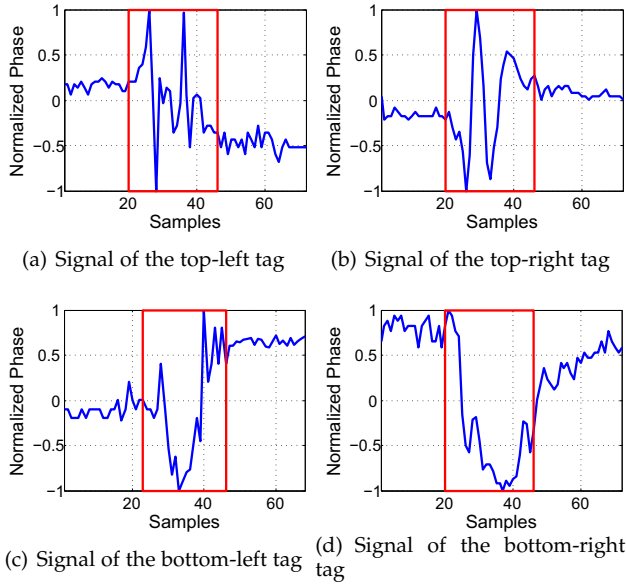 1
0.5
0
−0.5
−1
Normalized Phase
20 40 60
Samples
(a) Signal of the top-left tag
1
0.5
0
−0.5
−1
Normalized Phase
20 40 60
Samples
(b) Signal of the top-right tag
1
0.5
0
−0.5
−1
Normalized Phase
20 40 60
Samples
(c) Signal of the bottom-left tag
1
0.5
0
−0.5
−1
Normalized Phase
20 40 60
Samples
(d) Signal of the bottom-right
tag